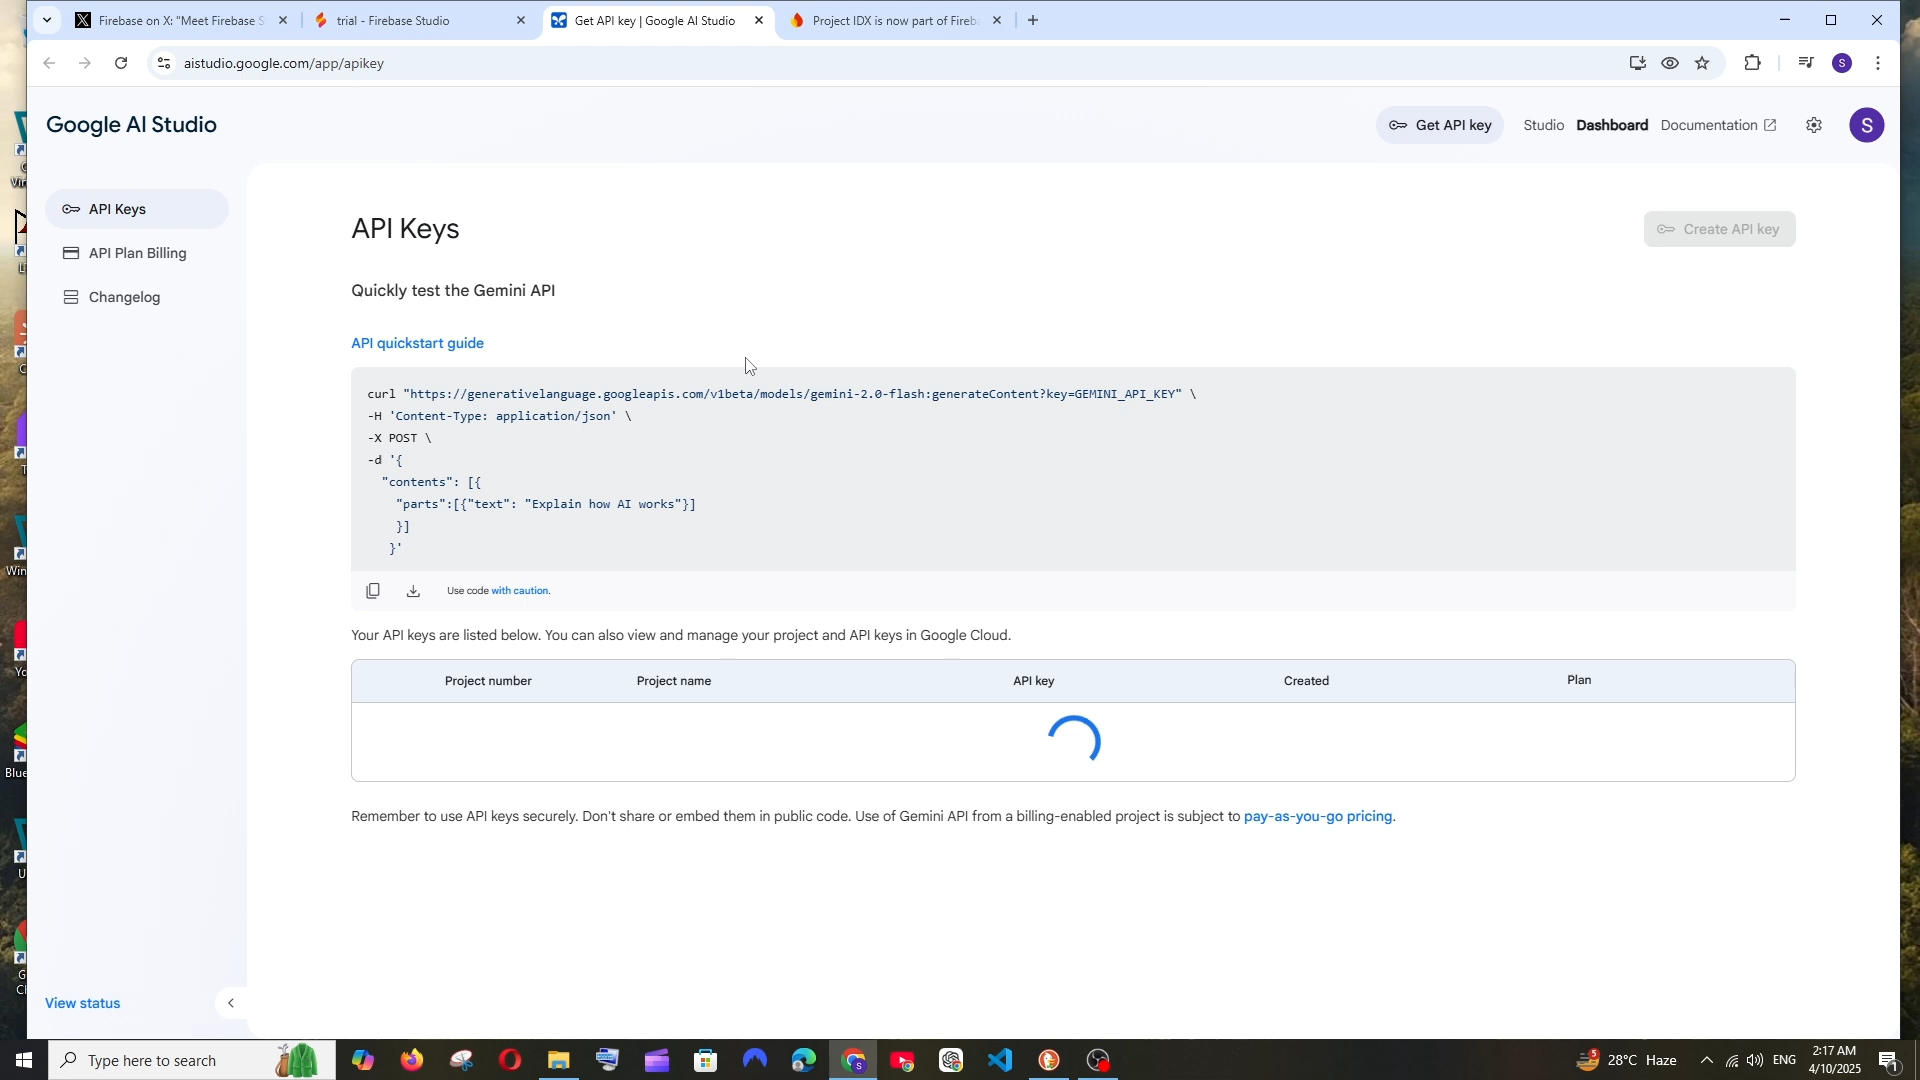 Firebase on X: "Meet Firebase S
trial - Firebase Studio
Get API key | Google AI Studio
Project IDX is now part of Fireb
aistudio.google.com/app/apikey
S
Google AI Studio
Get API key
Studio
Dashboard
Documentation
S
API Keys
API Plan Billing
Changelog
API Keys
Create API key
Quickly test the Gemini API
API quickstart guide
curl "https://generativelanguage.googleapis.com/v1beta/models/gemini-2.0-flash:generateContent?key=GEMINI_API_KEY" \
-H 'Content-Type: application/json' \
-X POST \
-d '{
"contents": [{
"parts":[{"text": "Explain how AI works"}]
}]
}'
Use code with caution.
Your API keys are listed below. You can also view and manage your project and API keys in Google Cloud.
Project number Project name API key Created Plan
Remember to use API keys securely. Don't share or embed them in public code. Use of Gemini API from a billing-enabled project is subject to pay-as-you-go pricing.
View status
Type here to search
28°C Haze
ENG
2:17 AM
4/10/2025